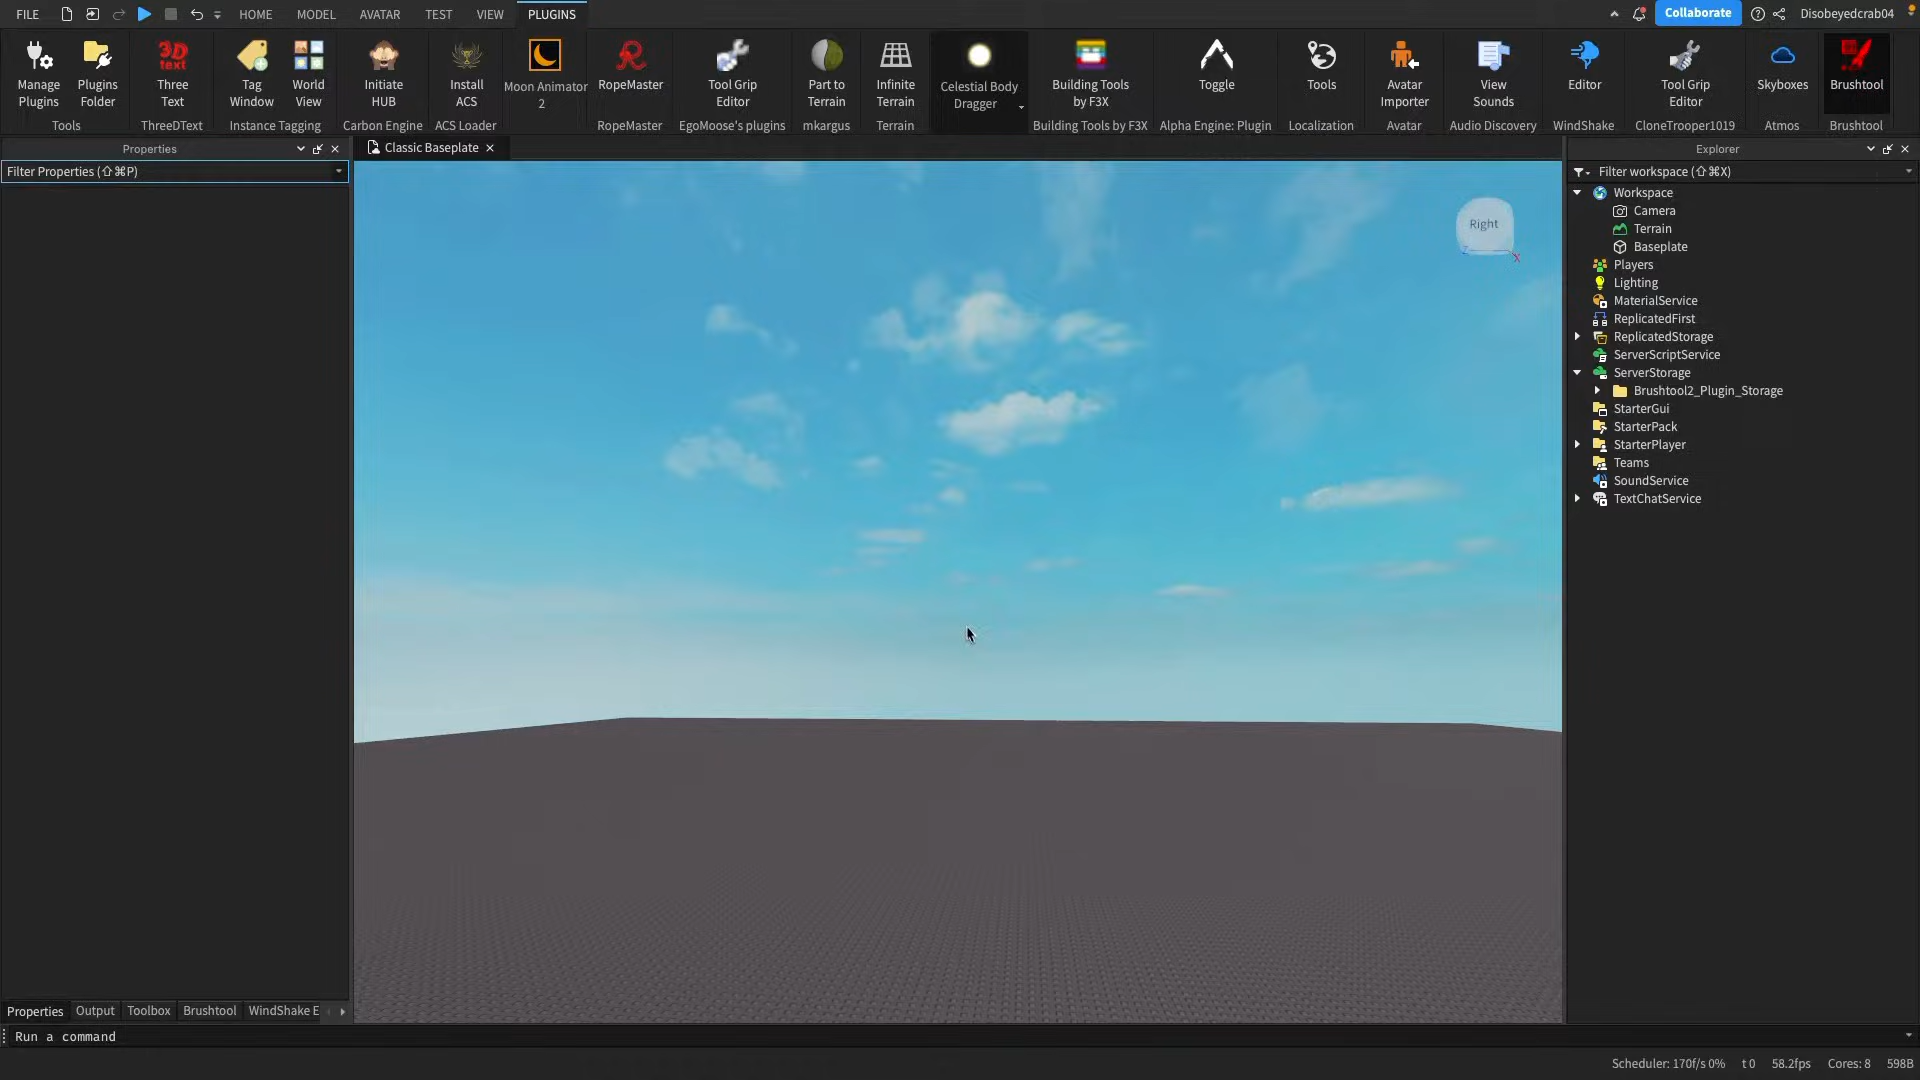 FILE HOME MODEL AVATAR TEST VIEW PLUGINS Collaborate Disobeyedcrab04
Manage Plugins
Plugins Folder
Tools
3D text
Three Text
ThreeDText
Tag Window
World View
Instance Tagging
Initiate HUB
Carbon Engine
Install ACS
ACS Loader
Moon Animator 2
RopeMaster
RopeMaster
Tool Grip Editor
EgoMoose's plugins
Part to Terrain
mkargus
Infinite Terrain
Terrain
Celestial Body Dragger
Building Tools by F3X
Building Tools by F3X
Toggle
Alpha Engine: Plugin
Tools
Localization
Avatar Importer
Avatar
View Sounds
Audio Discovery
Editor
WindShake
Tool Grip Editor
CloneTrooper1019
Skyboxes
Atmos
Brushtool
Brushtool
Properties
Filter Properties (⇧⌘P)
Classic Baseplate
Right
Z
X
Explorer
Filter workspace (⇧⌘X)
Workspace
Camera
Terrain
Baseplate
Players
Lighting
MaterialService
ReplicatedFirst
ReplicatedStorage
ServerScriptService
ServerStorage
Brushtool2_Plugin_Storage
StarterGui
StarterPack
StarterPlayer
Teams
SoundService
TextChatService
Properties Output Toolbox Brushtool WindShake E
Run a command
Scheduler: 170f/s 0% t 0 58.2fps Cores: 8 598B